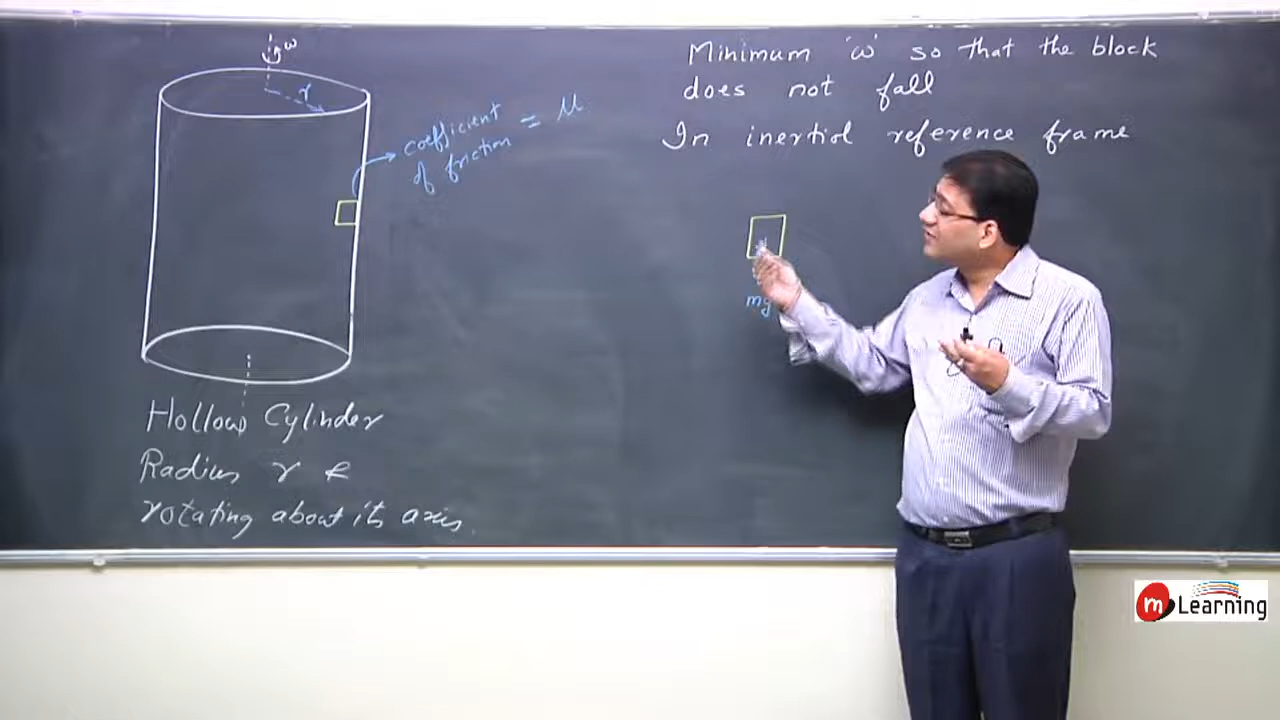 ω
r
coefficient
of friction = μ
Hollow Cylinder
Radius r &
rotating about its axis.
Minimum 'ω' so that the block
does not fall
In inertial reference frame
mg
m Learning